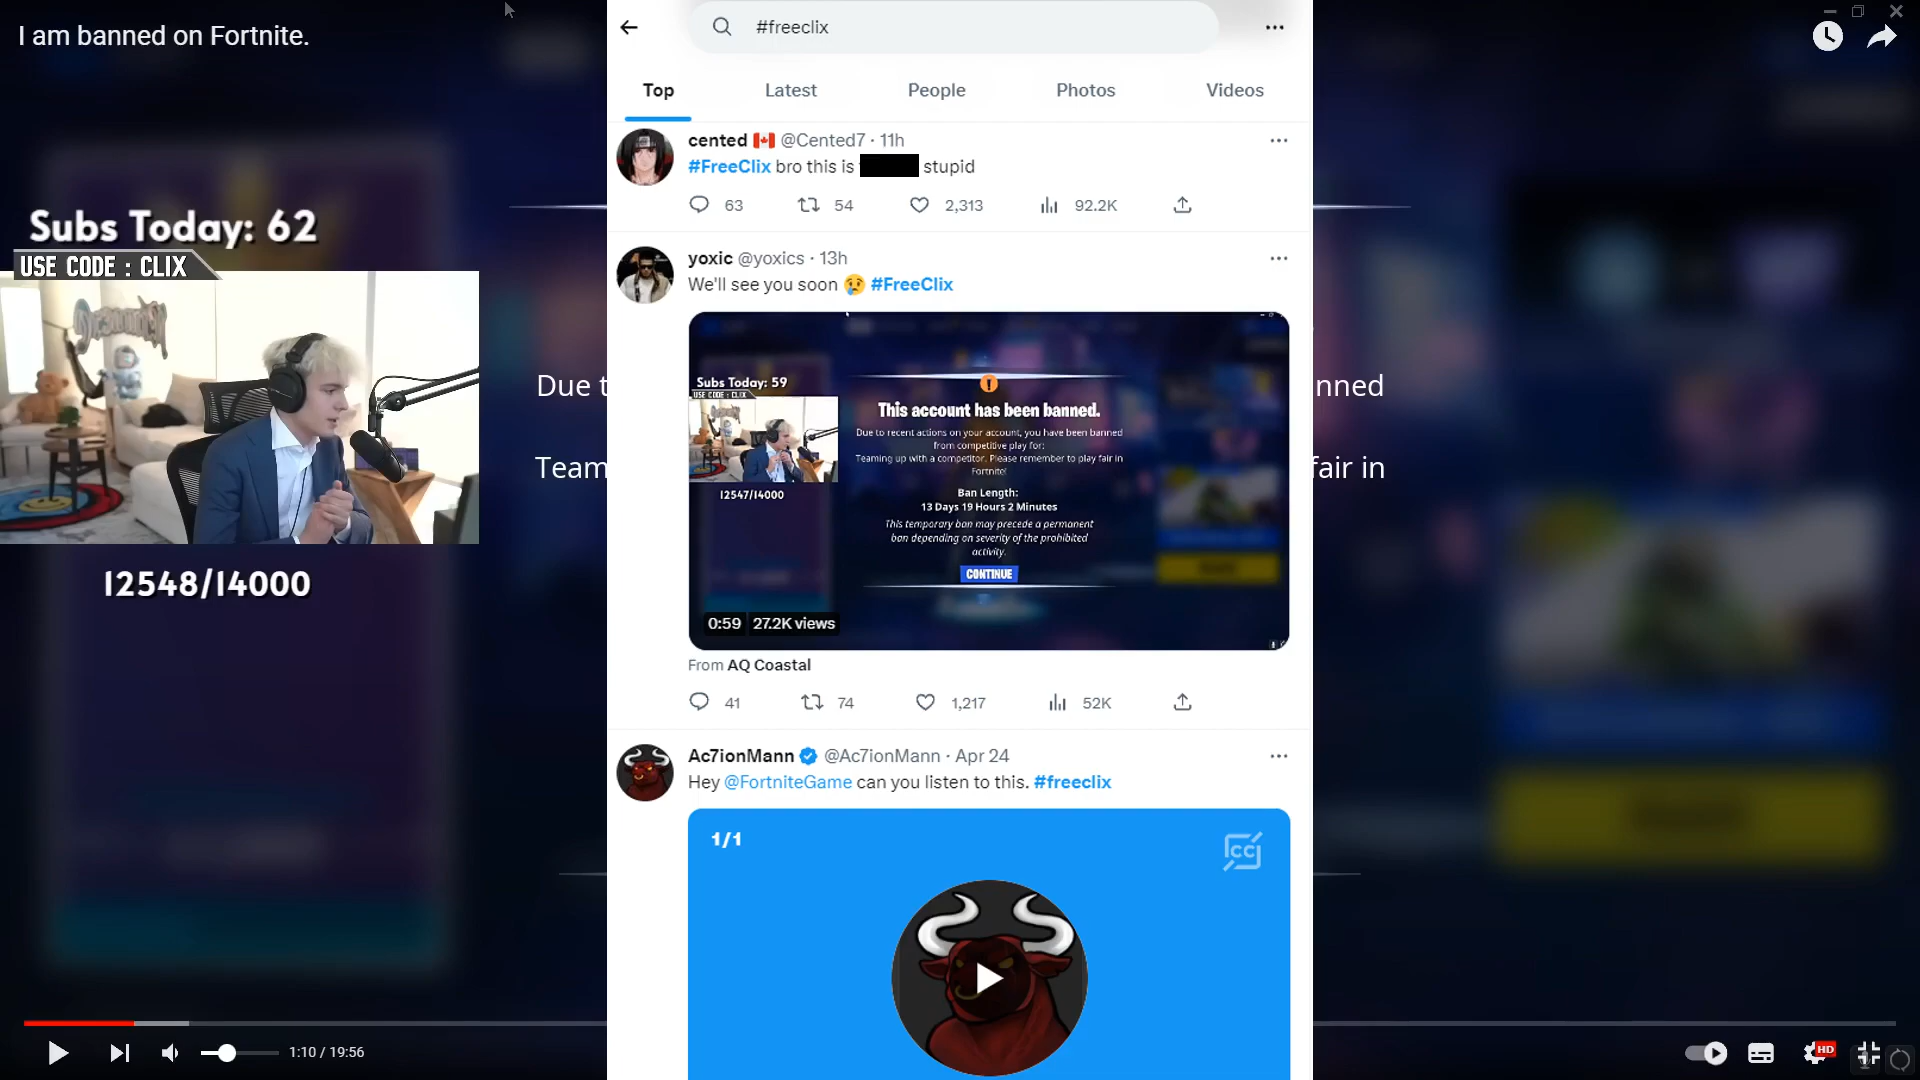 I am banned on Fortnite.
#freeclix
Top Latest People Photos Videos
cented @Cented7 · 11h
#FreeClix bro this is stupid
63 54 2,313 92.2K
yoxic @yoxics · 13h
We'll see you soon 😢 #FreeClix
Subs Today: 59
USE CODE : CLIX
12547/14000
This account has been banned.
Due to recent actions on your account, you have been banned
from competitive play for:
Teaming up with a competitor. Please remember to play fair in
Fortnite!
Ban Length:
13 Days 19 Hours 2 Minutes
This temporary ban may precede a permanent
ban depending on severity of the prohibited
activity.
CONTINUE
0:59 27.2K views
From AQ Coastal
41 74 1,217 52K
Ac7ionMann @Ac7ionMann · Apr 24
Hey @FortniteGame can you listen to this. #freeclix
1/1
CC
Subs Today: 62
USE CODE : CLIX
12548/14000
Due t
nned
Team
fair in
1:10 / 19:56
HD